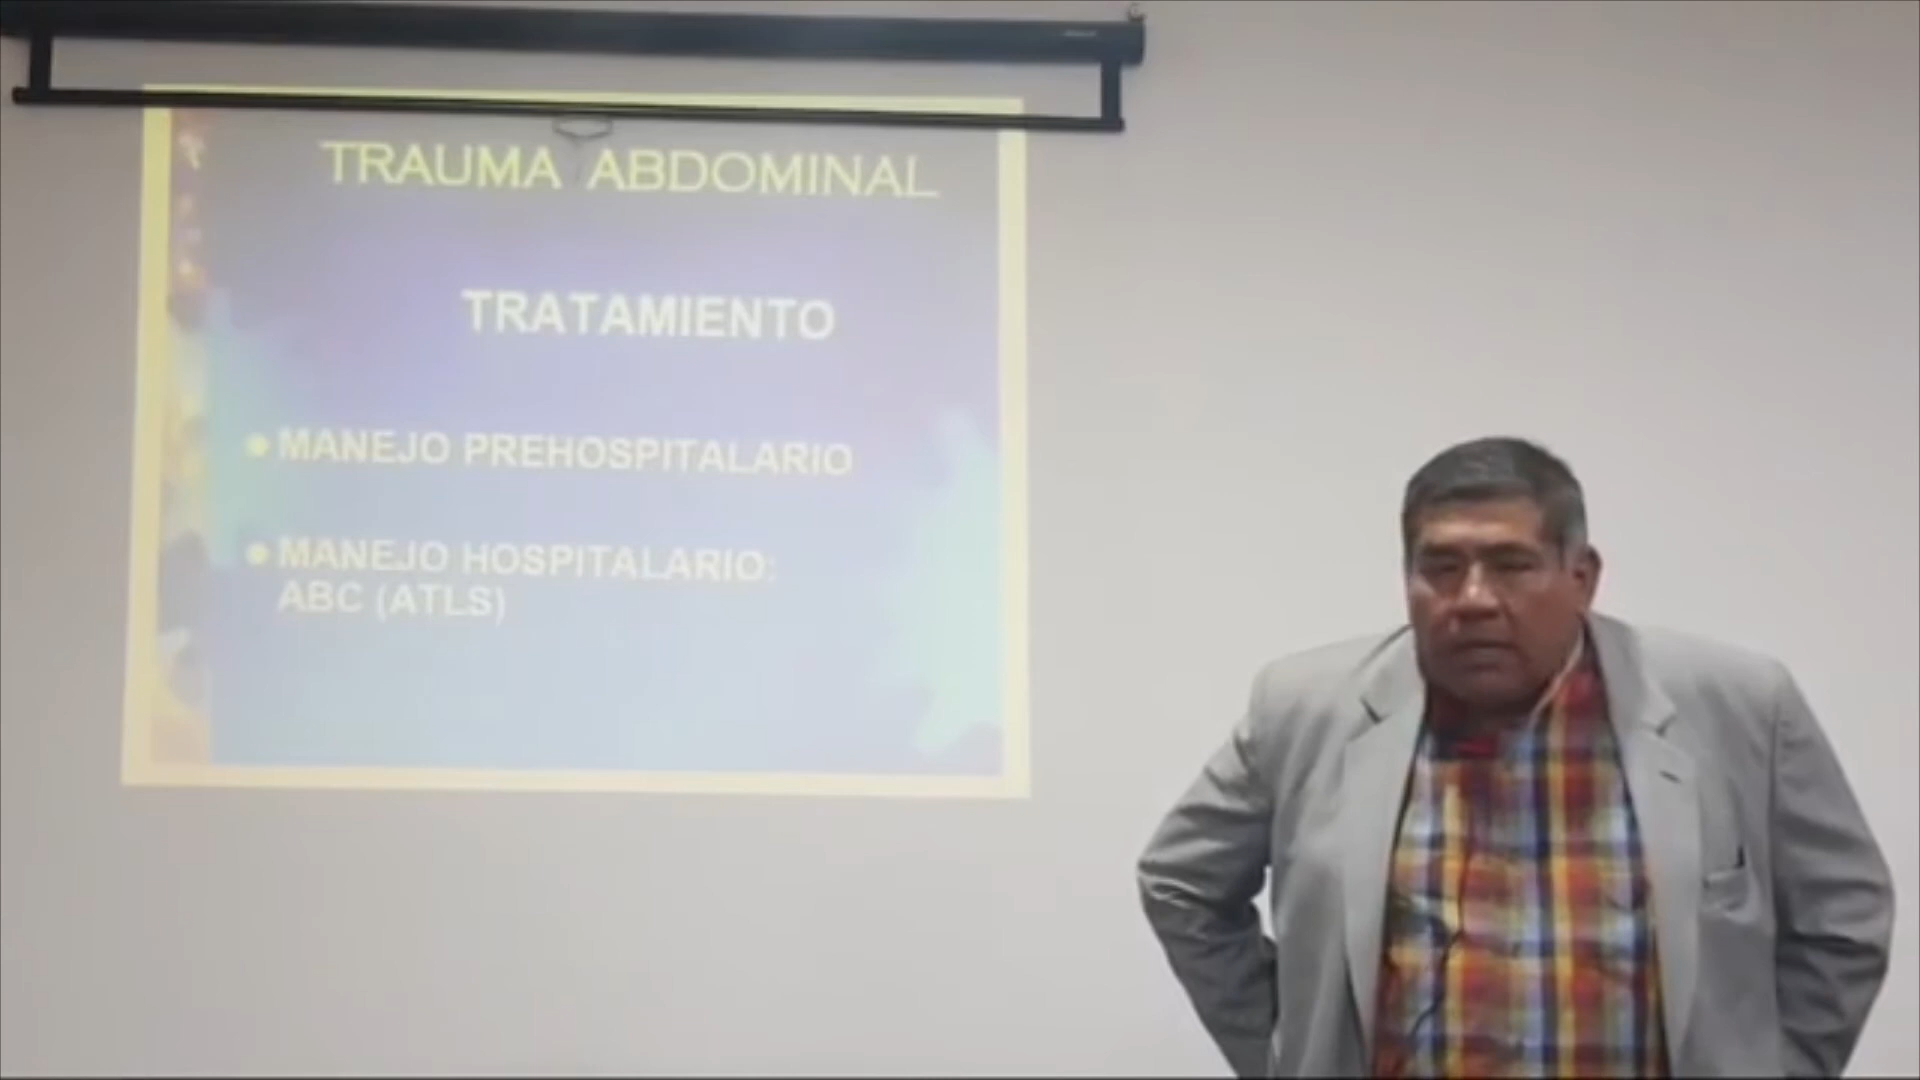 TRAUMA ABDOMINAL
TRATAMIENTO
● MANEJO PREHOSPITALARIO
● MANEJO HOSPITALARIO:
ABC (ATLS)